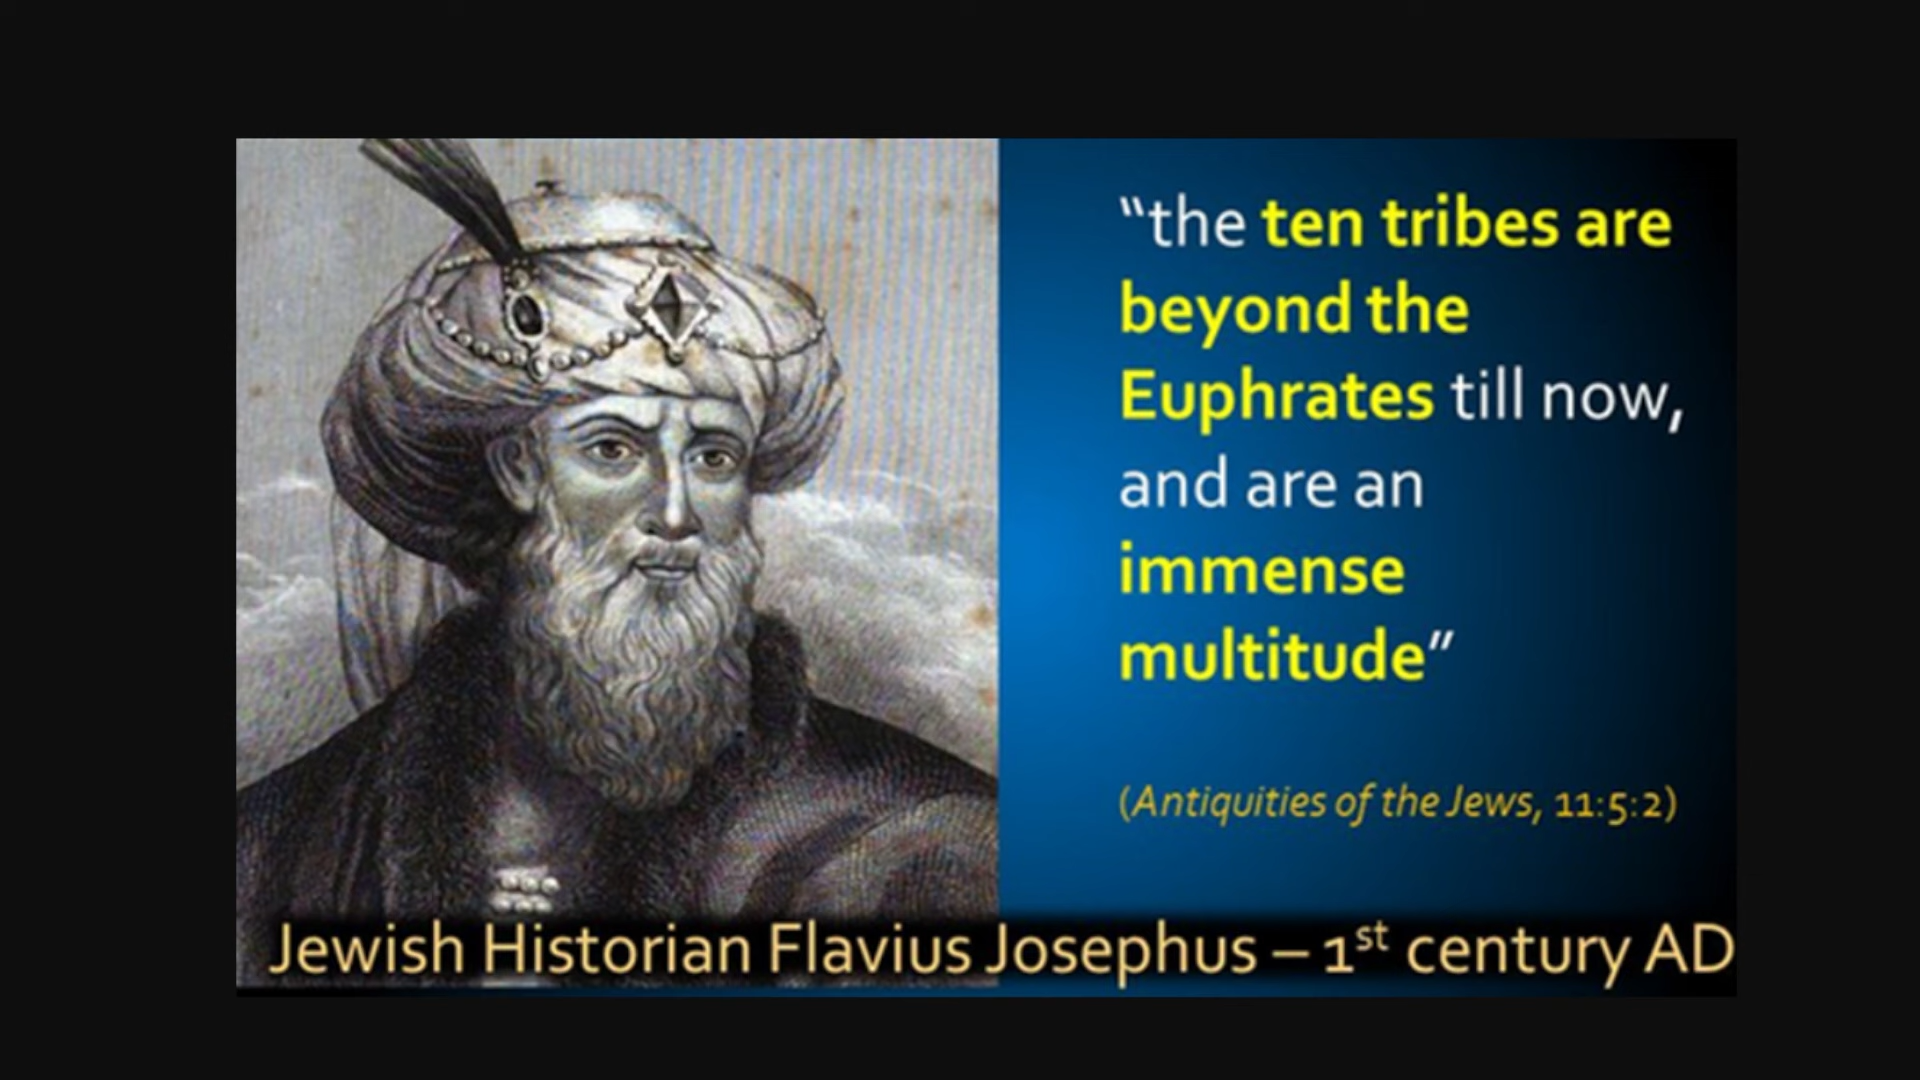 “the ten tribes are
beyond the
Euphrates till now,
and are an
immense
multitude”
(Antiquities of the Jews, 11:5:2)
Jewish Historian Flavius Josephus – 1st century AD